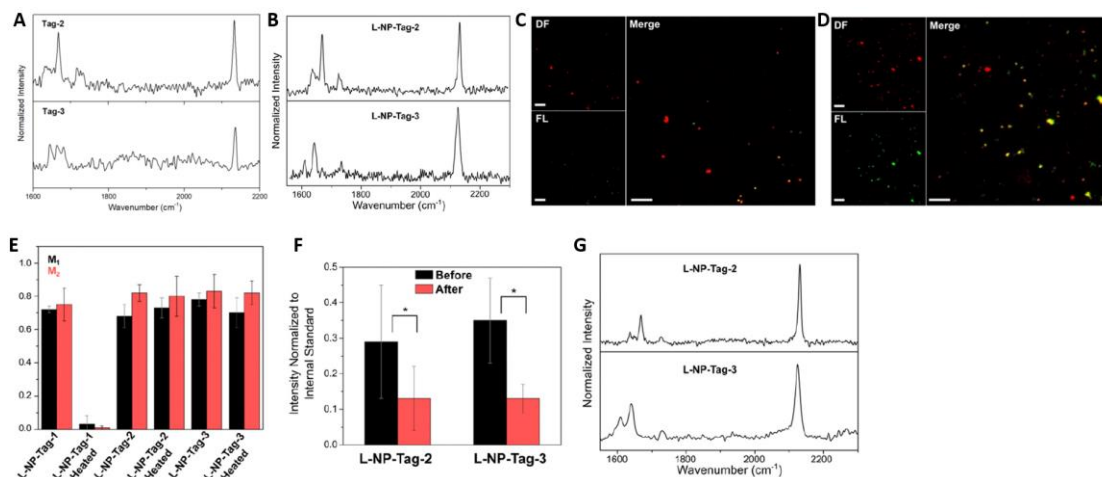 A
Tag-2
Tag-3
Normalized Intensity
1600
1800
2000
2200
Wavenumber (cm⁻¹)
B
L-NP-Tag-2
L-NP-Tag-3
Normalized Intensity
1600
1800
2000
2200
Wavenumber (cm⁻¹)
C
DF
Merge
FL
D
DF
Merge
FL
E
M₁
M₂
0.8
0.6
0.4
0.2
0.0
L-NP-Tag-1
L-NP-Tag-1
Heated
L-NP-Tag-2
L-NP-Tag-2
Heated
L-NP-Tag-3
L-NP-Tag-3
Heated
F
Before
After
*
*
Intensity Normalized to
Internal Standard
0.5
0.4
0.3
0.2
0.1
0.0
L-NP-Tag-2
L-NP-Tag-3
G
L-NP-Tag-2
L-NP-Tag-3
Normalized Intensity
1600
1800
2000
2200
Wavenumber (cm⁻¹)